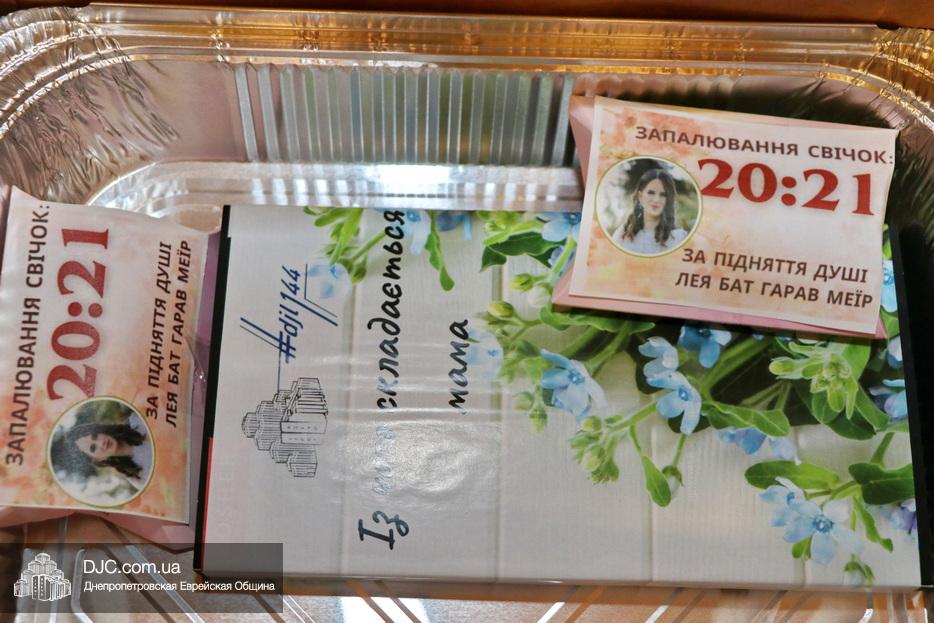 ЗАПАЛЮВАННЯ СВІЧОК:
20:21
ЗА ПІДНЯТТЯ ДУШІ
ЛЕЯ БАТ ГАРАВ МЕЇР
ЗАПАЛЮВАННЯ СВІЧОК:
20:21
ЗА ПІДНЯТТЯ ДУШІ
ЛЕЯ БАТ ГАРАВ МЕЇР
#djl144
Із складається
мама
DJC.com.ua
Днепропетровская Еврейская Община